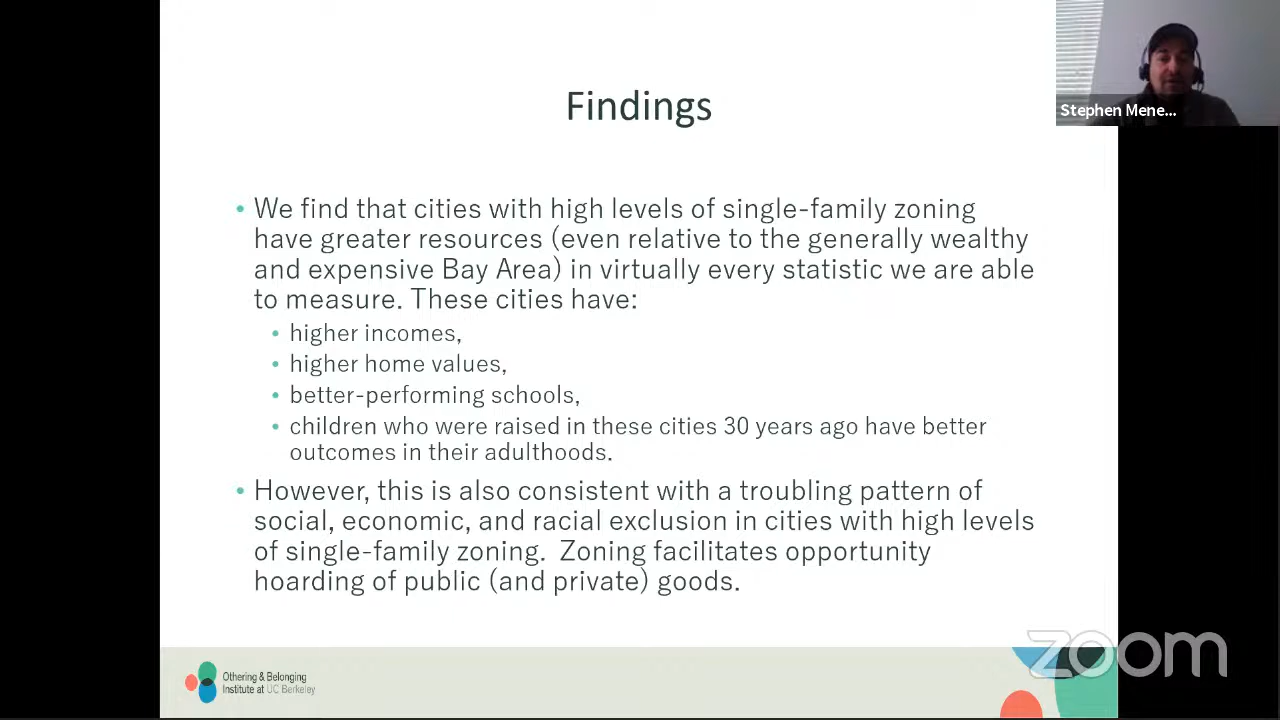 Findings
Stephen Mene...
• We find that cities with high levels of single-family zoning
have greater resources (even relative to the generally wealthy
and expensive Bay Area) in virtually every statistic we are able
to measure. These cities have:
• higher incomes,
• higher home values,
• better-performing schools,
• children who were raised in these cities 30 years ago have better
outcomes in their adulthoods.
• However, this is also consistent with a troubling pattern of
social, economic, and racial exclusion in cities with high levels
of single-family zoning.  Zoning facilitates opportunity
hoarding of public (and private) goods.
Othering & Belonging
Institute at UC Berkeley
zoom